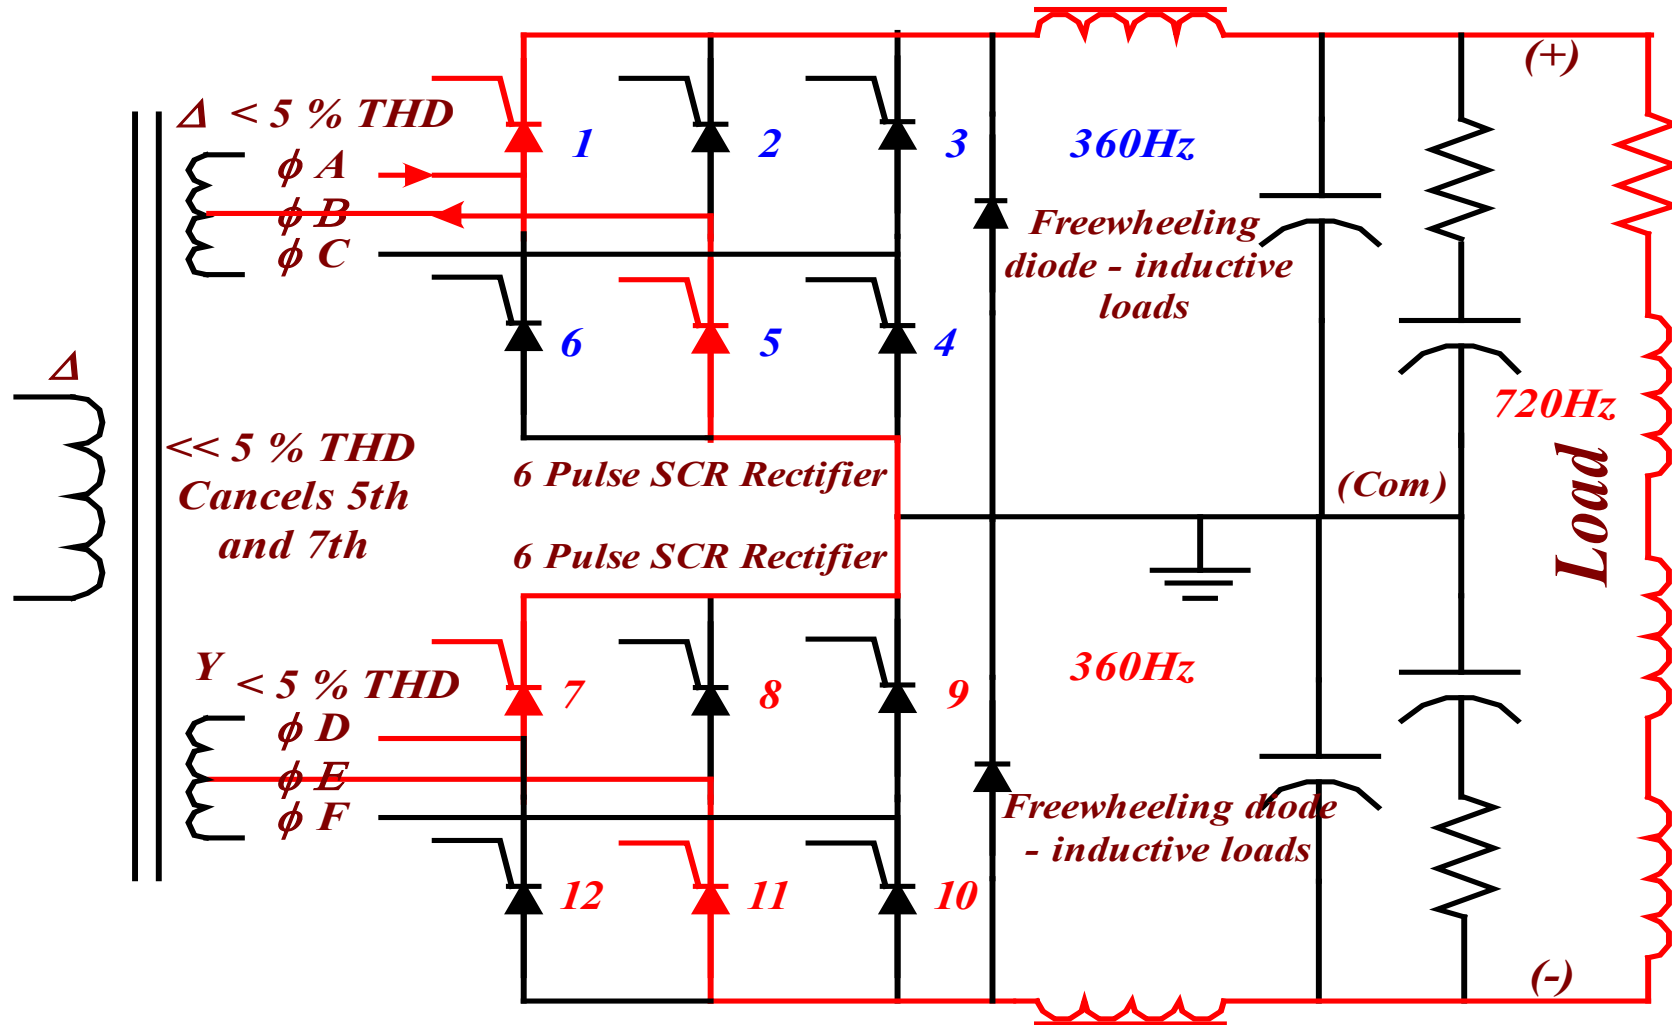 (+)
Δ < 5 % THD
1
2
3
360Hz
ϕ A
ϕ B
ϕ C
Freewheeling
diode - inductive
loads
6
5
4
Δ
720Hz
<< 5 % THD
Cancels 5th
and 7th
6 Pulse SCR Rectifier
(Com)
Load
6 Pulse SCR Rectifier
Y
< 5 % THD
7
8
9
360Hz
ϕ D
ϕ E
ϕ F
Freewheeling diode
- inductive loads
12
11
10
(-)